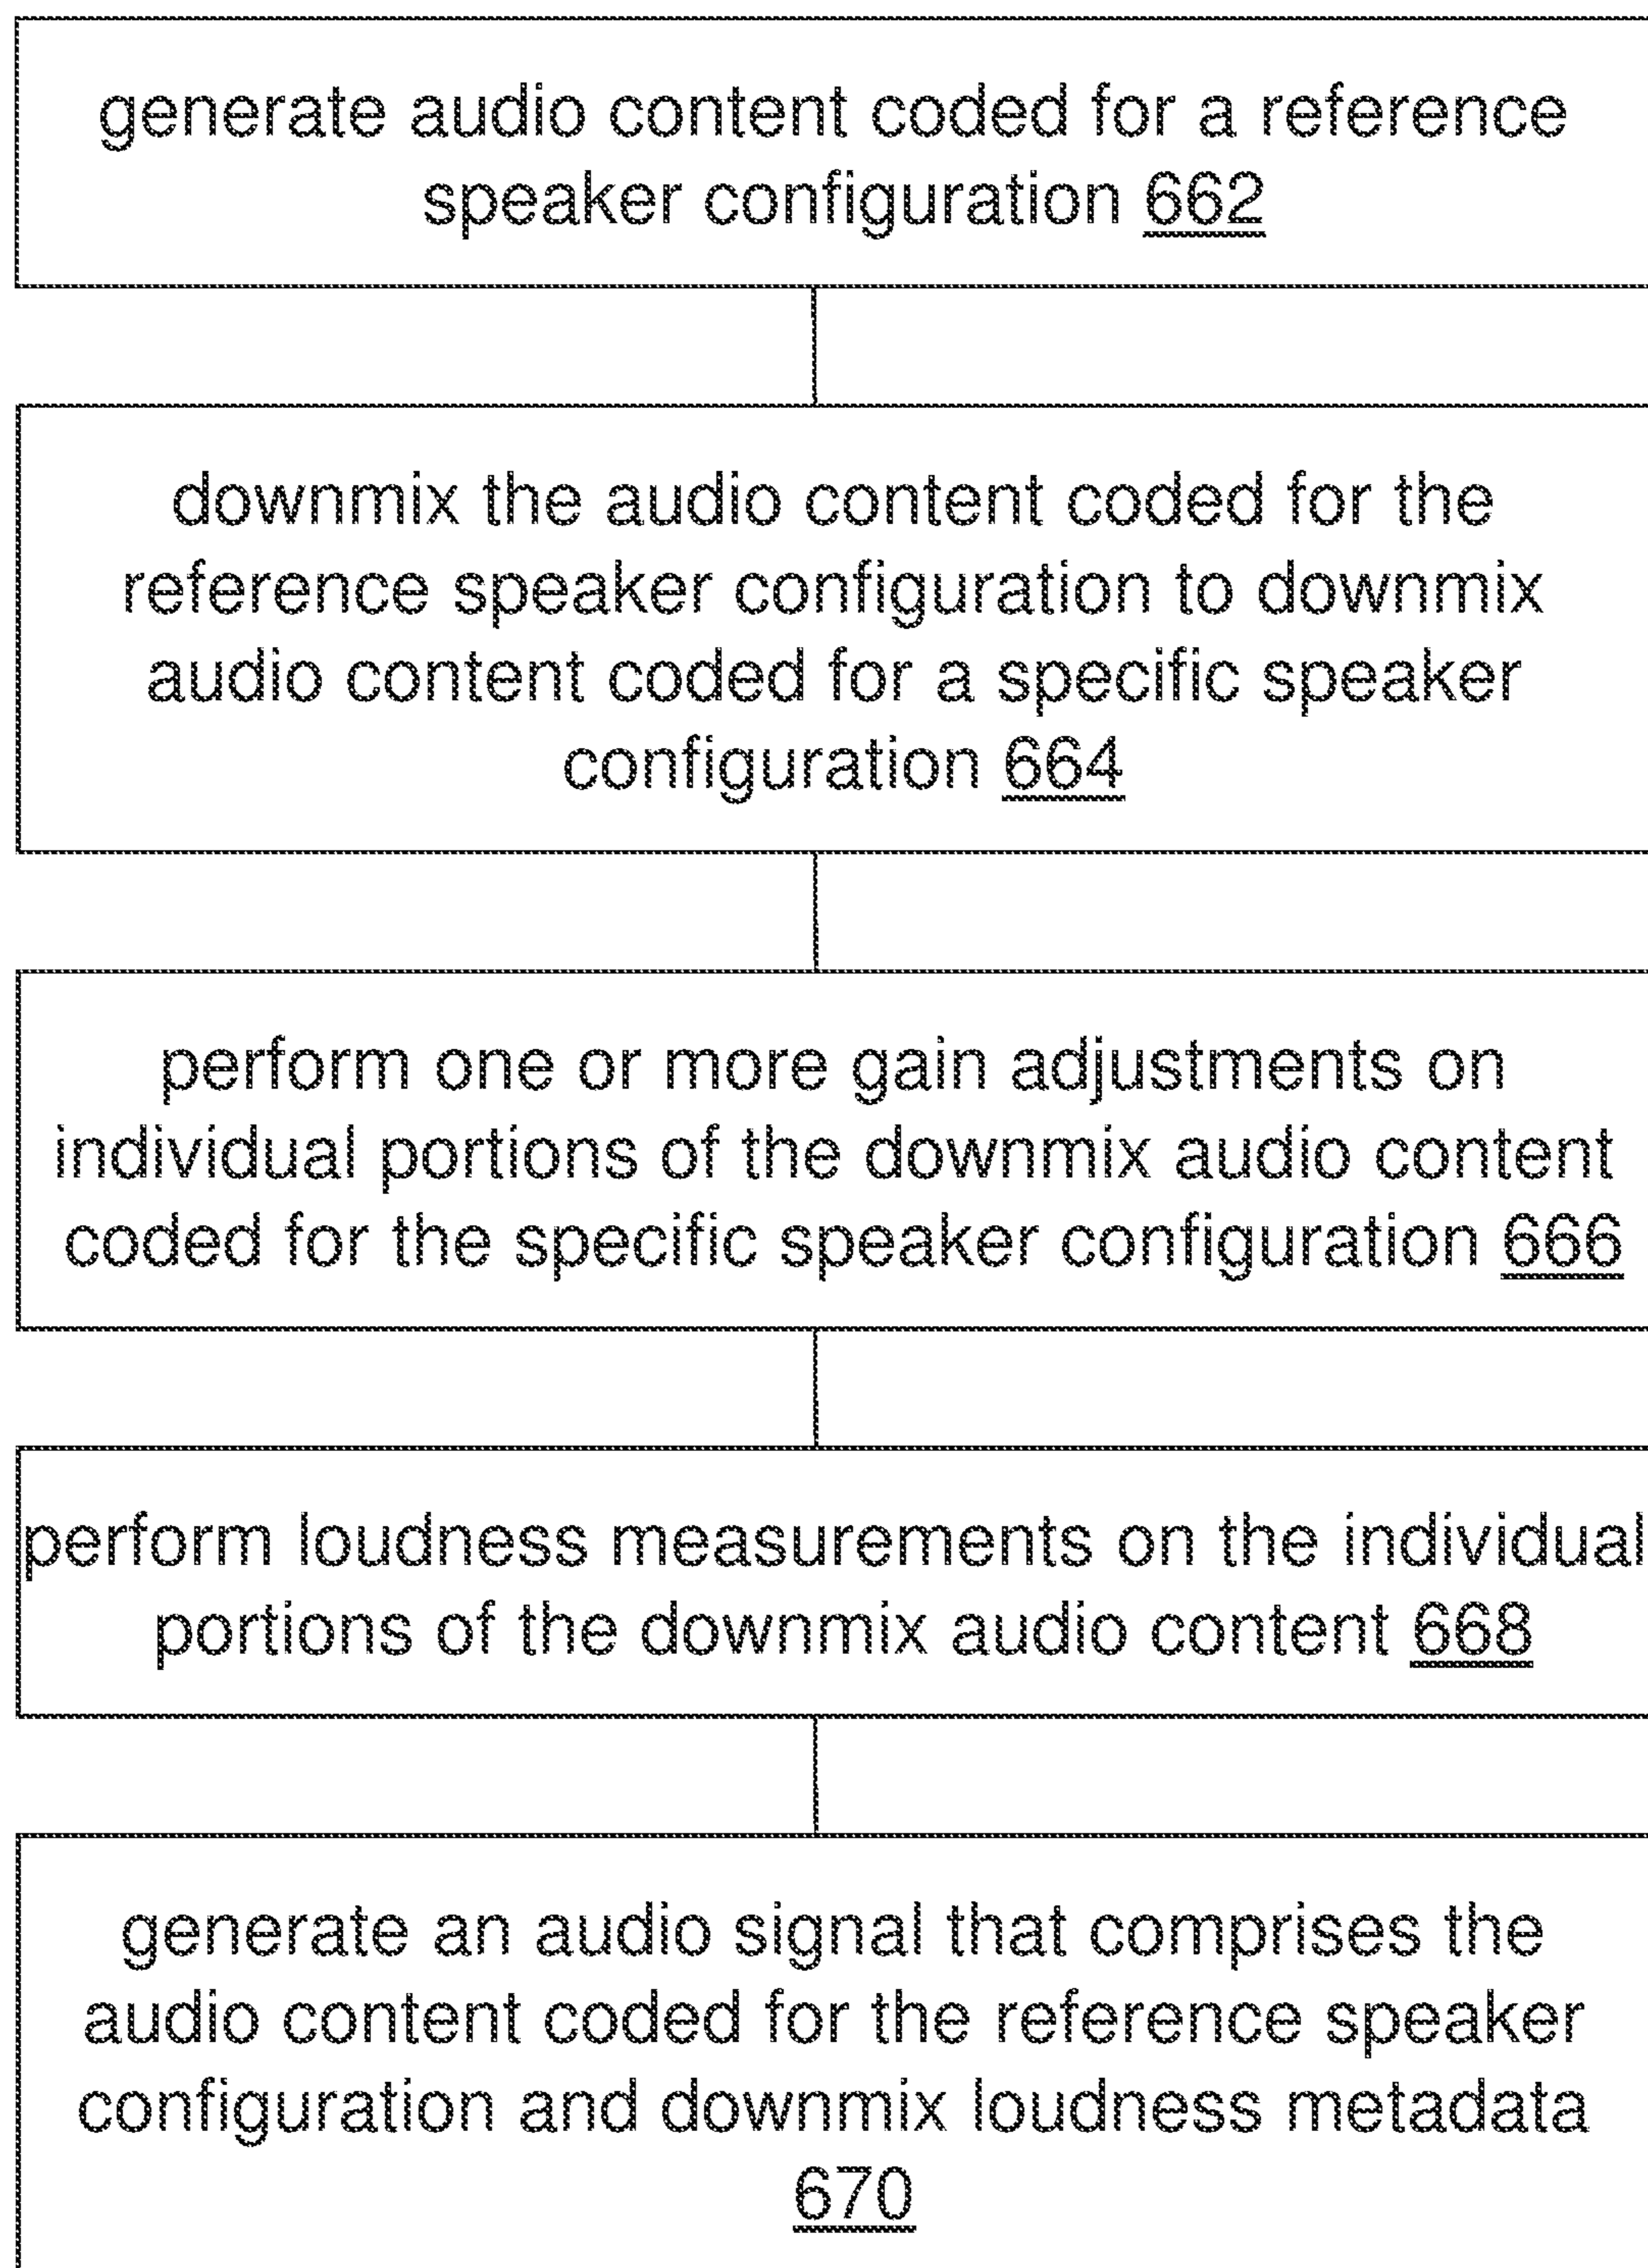 generate audio content coded for a reference
speaker configuration 662
downmix the audio content coded for the
reference speaker configuration to downmix
audio content coded for a specific speaker
configuration 664
perform one or more gain adjustments on
individual portions of the downmix audio content
coded for the specific speaker configuration 666
perform loudness measurements on the individual
portions of the downmix audio content 668
generate an audio signal that comprises the
audio content coded for the reference speaker
configuration and downmix loudness metadata
670